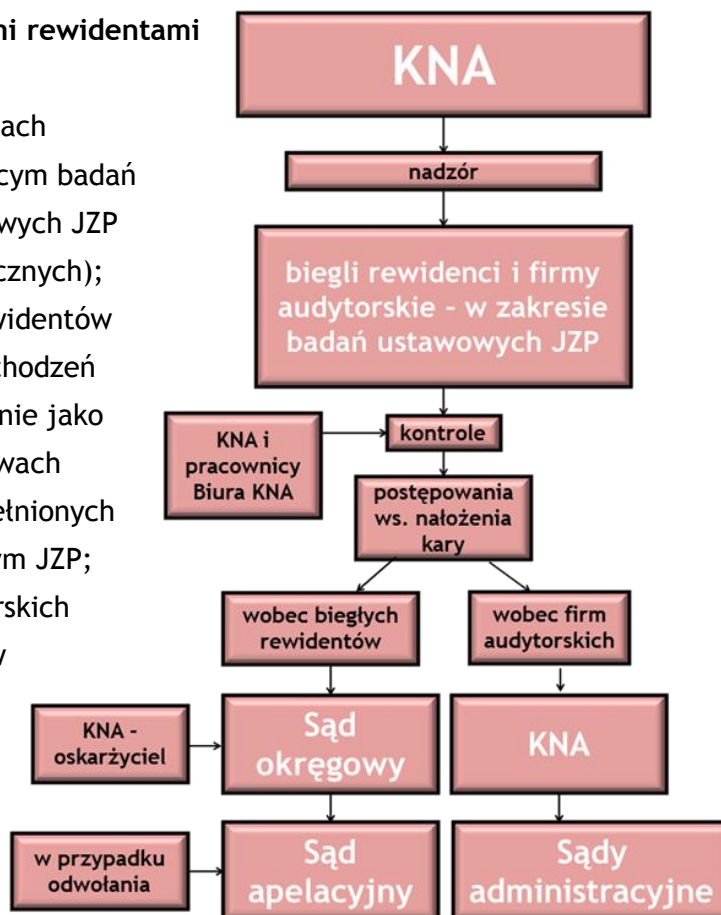 ni rewidentami
ach
cym badań
wych JZP
cznych);
widentów
chodzeń
nie jako
wach
ełnionych
ym JZP;
rskich
y
KNA
nadzór
biegli rewidenci i firmy
audytorskie - w zakresie
badań ustawowych JZP
KNA i
pracownicy
Biura KNA
kontrole
postępowania
ws. nałożenia
kary
wobec biegłych
rewidentów
wobec firm
audytorskich
KNA -
oskarżyciel
Sąd
okręgowy
KNA
w przypadku
odwołania
Sąd
apelacyjny
Sądy
administracyjne